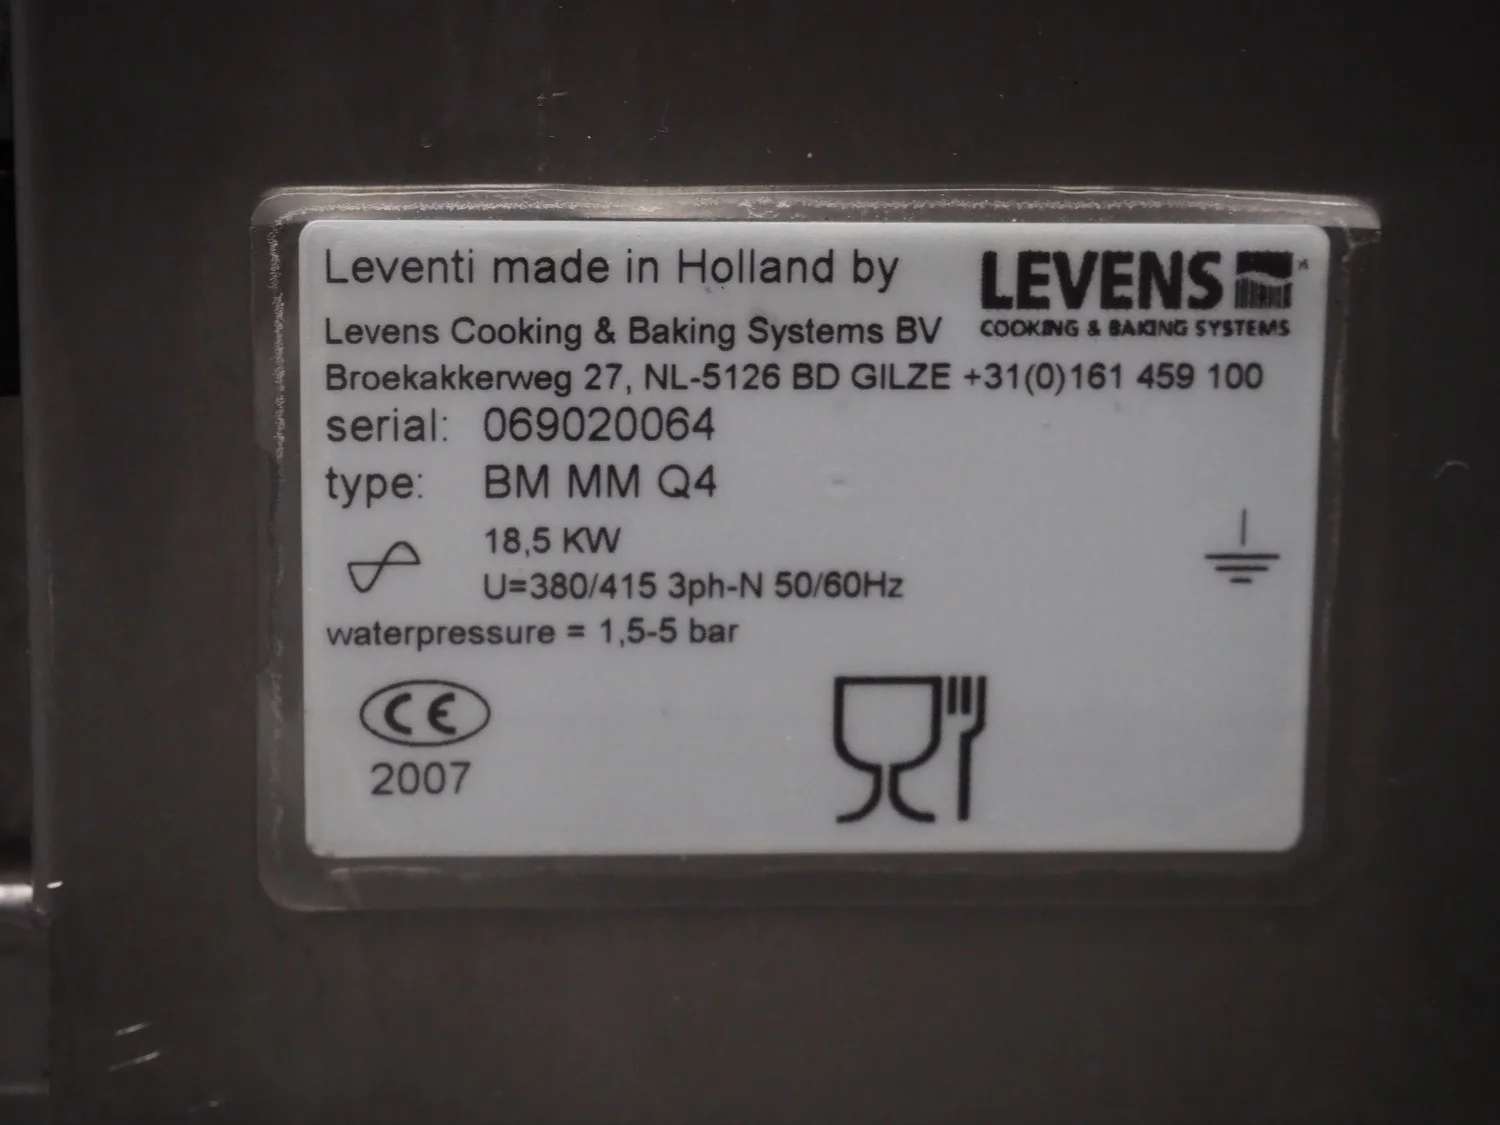 Leventi made in Holland by
LEVENS
COOKING & BAKING SYSTEMS
Levens Cooking & Baking Systems BV
Broekakkerweg 27, NL-5126 BD GILZE +31(0)161 459 100
serial: 069020064
type: BM MM Q4
18,5 KW
U=380/415 3ph-N 50/60Hz
waterpressure = 1,5-5 bar
CE
2007